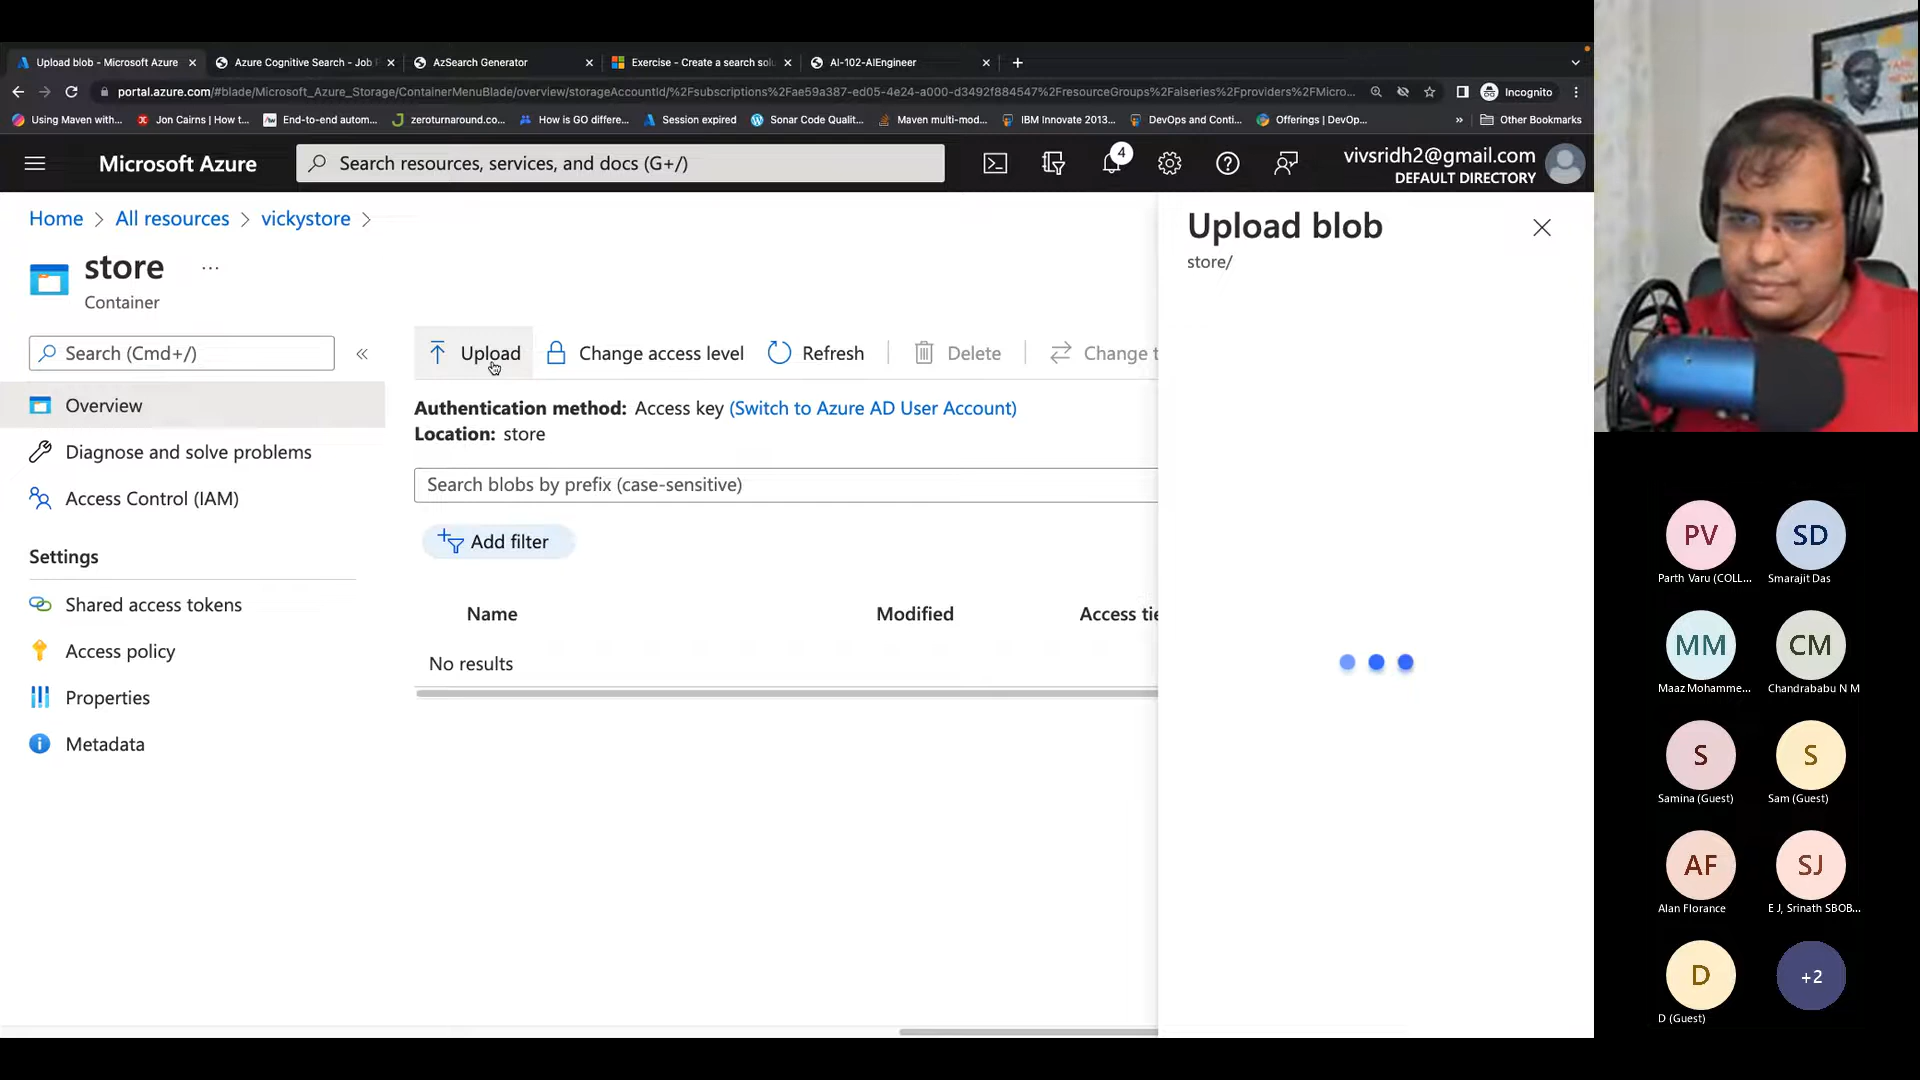 Upload blob - Microsoft Azure
Azure Cognitive Search - Job
AzSearch Generator
Exercise - Create a search solu
AI-102-AIEngineer
portal.azure.com/#blade/Microsoft_Azure_Storage/ContainerMenuBlade/overview/storageAccountId/%2Fsubscriptions%2Fae59a387-ed05-4e24-a000-d3492f884547%2FresourceGroups%2Faiseries%2Fproviders%2FMicro...
Incognito
Using Maven with...
Jon Cairns | How t...
End-to-end autom...
zeroturnaround.co...
How is GO differe...
Session expired
Sonar Code Qualit...
Maven multi-mod...
IBM Innovate 2013...
DevOps and Conti...
Offerings | DevOp...
»
Other Bookmarks
Microsoft Azure
Search resources, services, and docs (G+/)
4
vivsridh2@gmail.com
DEFAULT DIRECTORY
Home > All resources > vickystore >
store ...
Container
Search (Cmd+/)
«
Overview
Diagnose and solve problems
Access Control (IAM)
Settings
Shared access tokens
Access policy
Properties
Metadata
Upload
Change access level
Refresh
Delete
Change t
Authentication method: Access key (Switch to Azure AD User Account)
Location: store
Search blobs by prefix (case-sensitive)
Add filter
Name
Modified
Access tie
No results
Upload blob
store/
PV
Parth Varu (COLL...
SD
Smarajit Das
MM
Maaz Mohamme...
CM
Chandrababu N M
S
Samina (Guest)
S
Sam (Guest)
AF
Alan Florance
SJ
E J, Srinath SBOB...
D
D (Guest)
+2